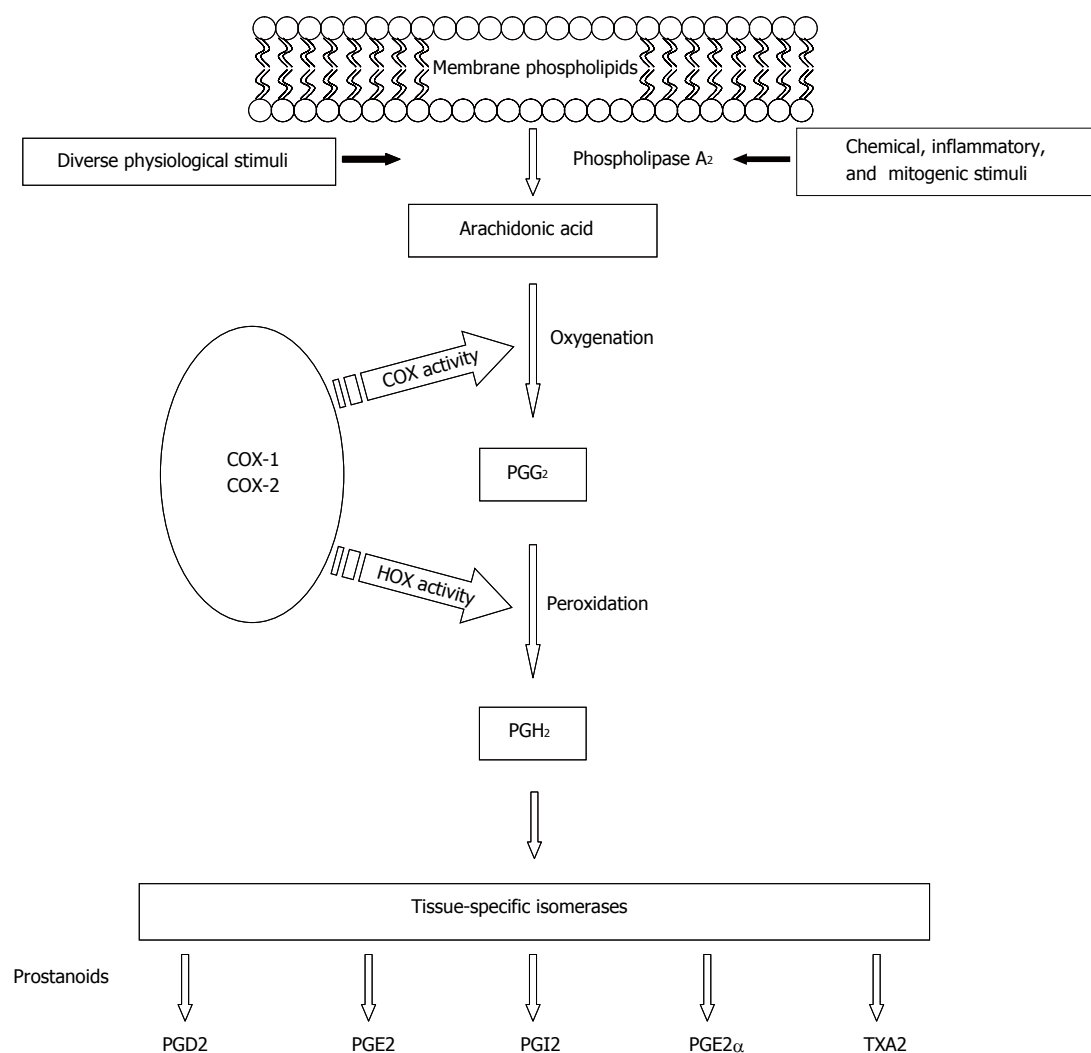 Membrane phospholipids
Diverse physiological stimuli
Phospholipase A₂
Chemical, inflammatory,
and mitogenic stimuli
Arachidonic acid
Oxygenation
COX activity
COX-1
COX-2
PGG₂
HOX activity
Peroxidation
PGH₂
Tissue-specific isomerases
Prostanoids
PGD2
PGE2
PGI2
PGE2α
TXA2